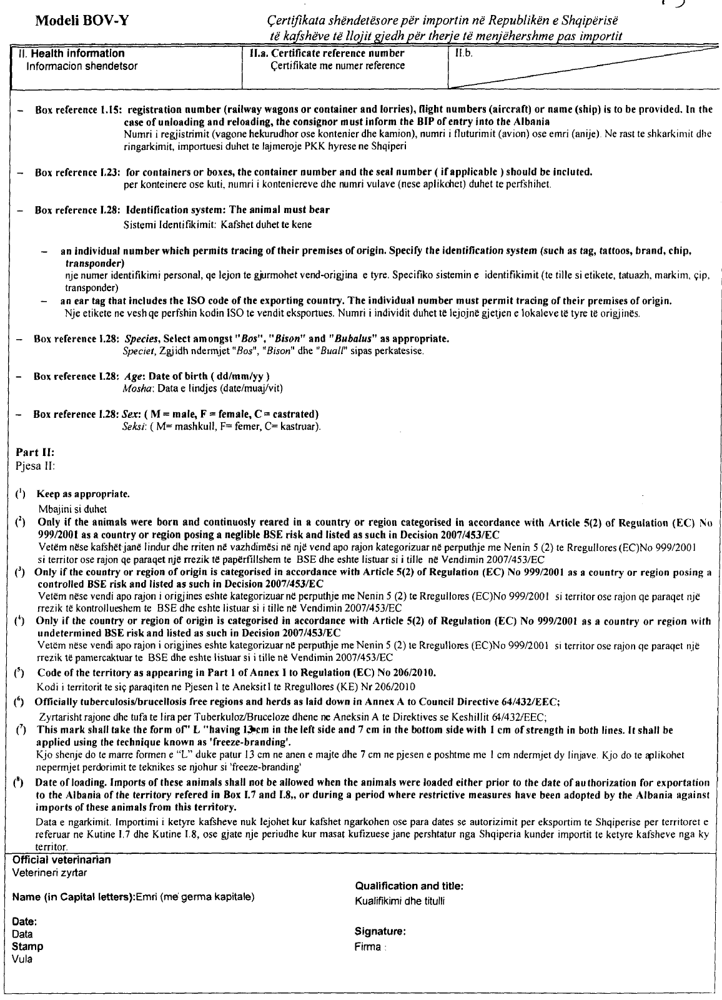 Modeli BOV-Y
Çertifikata shëndetësore për importin në Republikën e Shqipërisë
të kafshëve të llojit gjedh për therje të menjëhershme pas importit
II. Health information
Informacion shendetsor
II.a. Certificate reference number
Çertifikate me numer reference
II.b.
– Box reference I.15: registration number (railway wagons or container and lorries), flight numbers (aircraft) or name (ship) is to be provided. In the
case of unloading and reloading, the consignor must inform the BIP of entry into the Albania
Numri i regjistrimit (vagone hekurudhor ose kontenier dhe kamion), numri i fluturimit (avion) ose emri (anije). Ne rast te shkarkimit dhe
ringarkimit, importuesi duhet te lajmeroje PKK hyrese ne Shqiperi
– Box reference I.23: for containers or boxes, the container number and the seal number ( if applicable ) should be incluted.
per konteinere ose kuti, numri i konteniereve dhe numri vulave (nese aplikohet) duhet te perfshihet.
– Box reference I.28: Identification system: The animal must bear
Sistemi Identifikimit: Kafshet duhet te kene
– an individual number which permits tracing of their premises of origin. Specify the identification system (such as tag, tattoos, brand, chip,
transponder)
nje numer identifikimi personal, qe lejon te gjurmohet vend-origjina e tyre. Specifiko sistemin e identifikimit (te tille si etikete, tatuazh, markim, çip,
transponder)
– an ear tag that includes the ISO code of the exporting country. The individual number must permit tracing of their premises of origin.
Nje etikete ne vesh qe perfshin kodin ISO te vendit eksportues. Numri i individit duhet të lejojnë gjetjen e lokaleve të tyre të origjinës.
– Box reference I.28: Species, Select amongst "Bos", "Bison" and "Bubalus" as appropriate.
Speciet, Zgjidh ndermjet "Bos", "Bison" dhe "Buall" sipas perkatesise.
– Box reference I.28: Age: Date of birth ( dd/mm/yy )
Mosha: Data e lindjes (date/muaj/vit)
– Box reference I.28: Sex: ( M = male, F = female, C = castrated)
Seksi: ( M= mashkull, F= femer, C= kastruar).
Part II:
Pjesa II:
(1) Keep as appropriate.
Mbajini si duhet
(2) Only if the animals were born and continuosly reared in a country or region categorised in accordance with Article 5(2) of Regulation (EC) No
999/2001 as a country or region posing a neglible BSE risk and listed as such in Decision 2007/453/EC
Vetëm nëse kafshët janë lindur dhe rriten në vazhdimësi në një vend apo rajon kategorizuar në perputhje me Nenin 5 (2) te Rregullores (EC)No 999/2001
si territor ose rajon qe paraqet një rrezik të papërfillshem te BSE dhe eshte listuar si i tille në Vendimin 2007/453/EC
(3) Only if the country or region of origin is categorised in accordance with Article 5(2) of Regulation (EC) No 999/2001 as a country or region posing a
controlled BSE risk and listed as such in Decision 2007/453/EC
Vetëm nëse vendi apo rajoni i origjines eshte kategorizuar në perputhje me Nenin 5 (2) te Rregullores (EC)No 999/2001 si territor ose rajon qe paraqet një
rrezik të kontrollueshem te BSE dhe eshte listuar si i tille në Vendimin 2007/453/EC
(4) Only if the country or region of origin is categorised in accordance with Article 5(2) of Regulation (EC) No 999/2001 as a country or region with
undetermined BSE risk and listed as such in Decision 2007/453/EC
Vetëm nëse vendi apo rajoni i origjines eshte kategorizuar në perputhje me Nenin 5 (2) te Rregullores (EC)No 999/2001 si territor ose rajon qe paraqet një
rrezik të pamercaktuar te BSE dhe eshte listuar si i tille në Vendimin 2007/453/EC
(5) Code of the territory as appearing in Part 1 of Annex I to Regulation (EC) No 206/2010.
Kodi i territorit te siç paraqiten ne Pjesen 1 te Aneksit I te Rregullores (KE) Nr 206/2010
(6) Officially tuberculosis/brucellosis free regions and herds as laid down in Annex A to Council Directive 64/432/EEC;
Zyrtarisht rajone dhe tufa te lira per Tuberkuloz/Bruceloze dhene ne Aneksin A te Direktives se Keshillit 64/432/EEC;
(7) This mark shall take the form of" L "having 13 cm in the left side and 7 cm in the bottom side with 1 cm of strength in both lines. It shall be
applied using the technique known as 'freeze-branding'.
Kjo shenje do te marre formen e “L” duke patur 13 cm ne anen e majte dhe 7 cm ne pjesen e poshtme me 1 cm ndermjet dy linjave. Kjo do te aplikohet
nepermjet perdorimit te teknikes se njohur si 'freeze-branding'
(8) Date of loading. Imports of these animals shall not be allowed when the animals were loaded either prior to the date of authorization for exportation
to the Albania of the territory refered in Box I.7 and I.8,, or during a period where restrictive measures have been adopted by the Albania against
imports of these animals from this territory.
Data e ngarkimit. Importimi i ketyre kafsheve nuk lejohet kur kafshet ngarkohen ose para dates se autorizimit per eksportim te Shqiperise per territoret e
referuar ne Kutine I.7 dhe Kutine I.8, ose gjate nje periudhe kur masat kufizuese jane pershtatur nga Shqiperia kunder importit te ketyre kafsheve nga ky
territor.
Official veterinarian
Veterineri zyrtar
Name (in Capital letters):Emri (me germa kapitale)
Qualification and title:
Kualifikimi dhe titulli
Date:
Data
Stamp
Vula
Signature:
Firma :